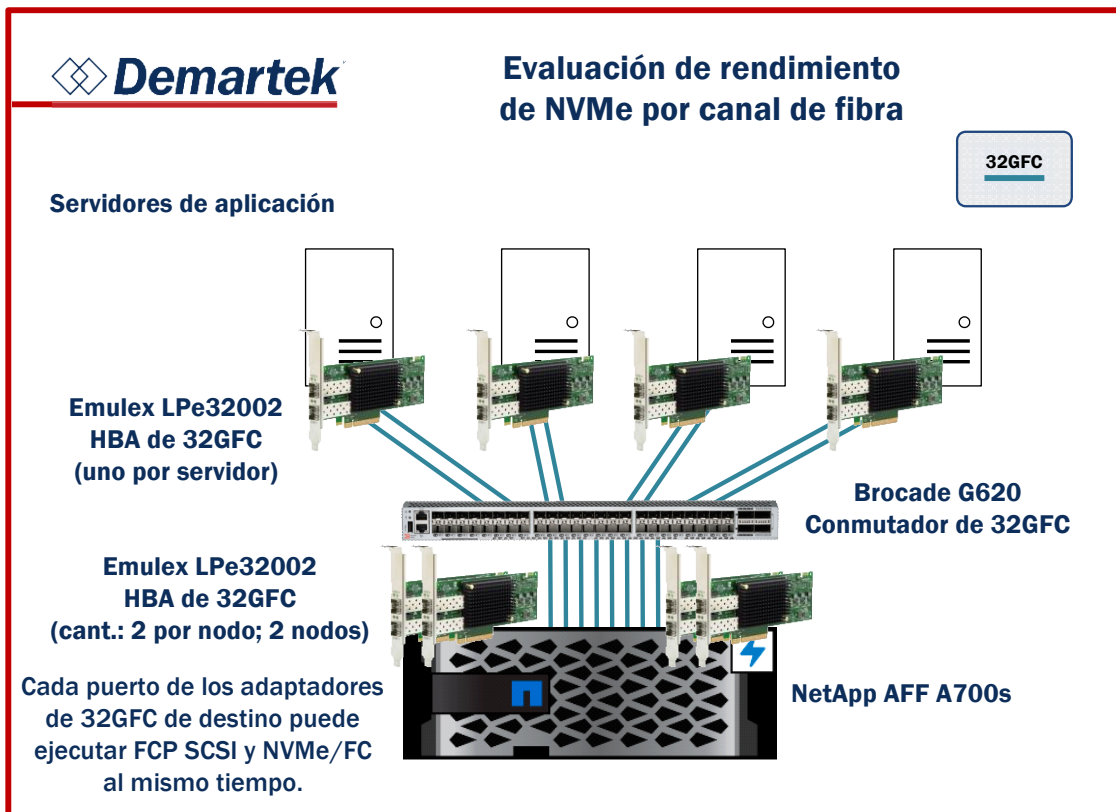 Demartek
Evaluación de rendimiento
de NVMe por canal de fibra
32GFC
Servidores de aplicación
Emulex LPe32002
HBA de 32GFC
(uno por servidor)
Brocade G620
Conmutador de 32GFC
Emulex LPe32002
HBA de 32GFC
(cant.: 2 por nodo; 2 nodos)
Cada puerto de los adaptadores
de 32GFC de destino puede
ejecutar FCP SCSI y NVMe/FC
al mismo tiempo.
NetApp AFF A700s